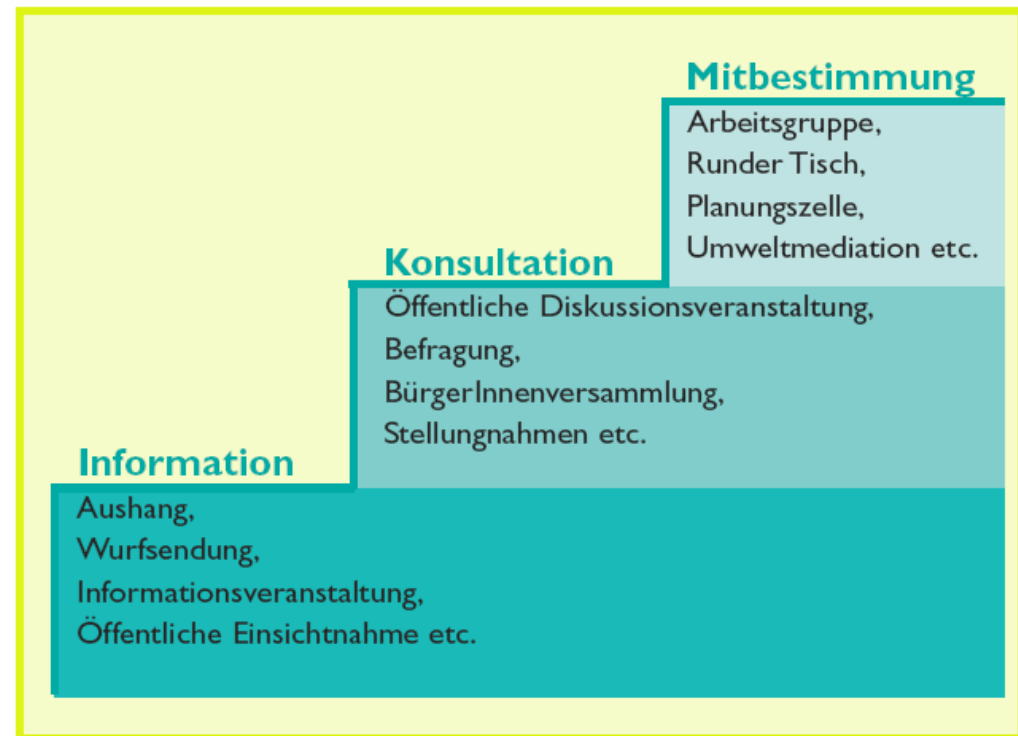 Mitbestimmung
Arbeitsgruppe,
Runder Tisch,
Planungszelle,
Umweltmediation etc.
Konsultation
Öffentliche Diskussionsveranstaltung,
Befragung,
BürgerInnenversammlung,
Stellungnahmen etc.
Information
Aushang,
Wurfsendung,
Informationsveranstaltung,
Öffentliche Einsichtnahme etc.